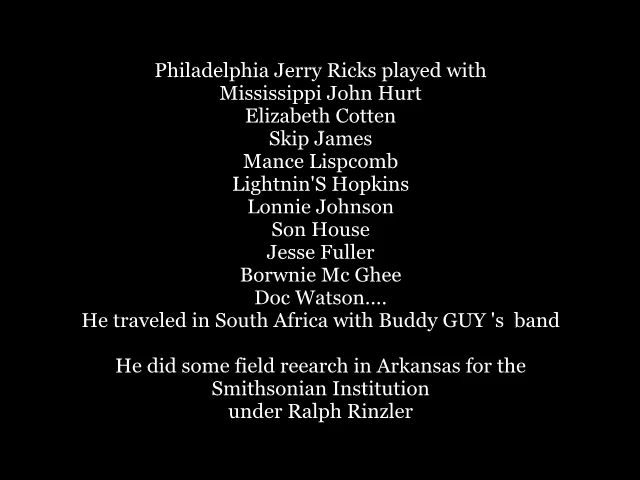 Philadelphia Jerry Ricks played with
Mississippi John Hurt
Elizabeth Cotten
Skip James
Mance Lispcomb
Lightnin'S Hopkins
Lonnie Johnson
Son House
Jesse Fuller
Borwnie Mc Ghee
Doc Watson....
He traveled in South Africa with Buddy GUY 's  band
He did some field reearch in Arkansas for the
Smithsonian Institution
under Ralph Rinzler